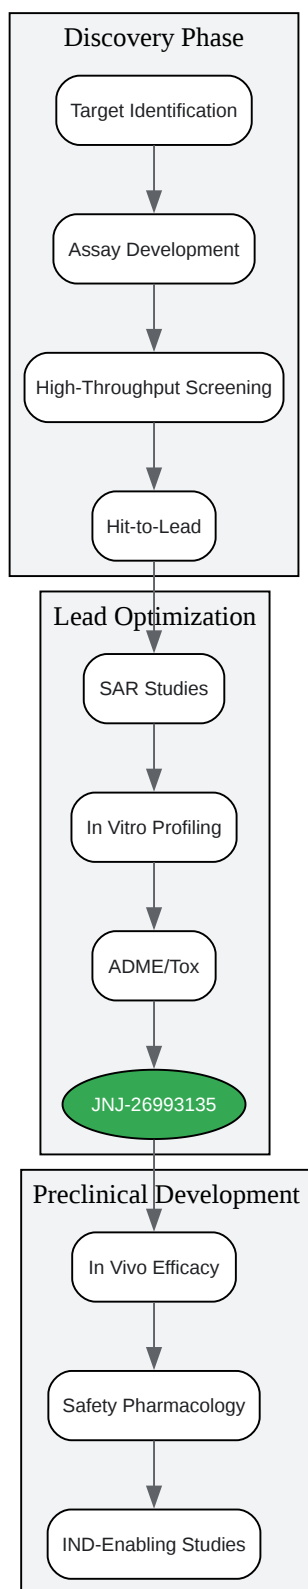 Discovery Phase
Target Identification
Assay Development
High-Throughput Screening
Hit-to-Lead
Lead Optimization
SAR Studies
In Vitro Profiling
ADME/Tox
JNJ-26993135
Preclinical Development
In Vivo Efficacy
Safety Pharmacology
IND-Enabling Studies